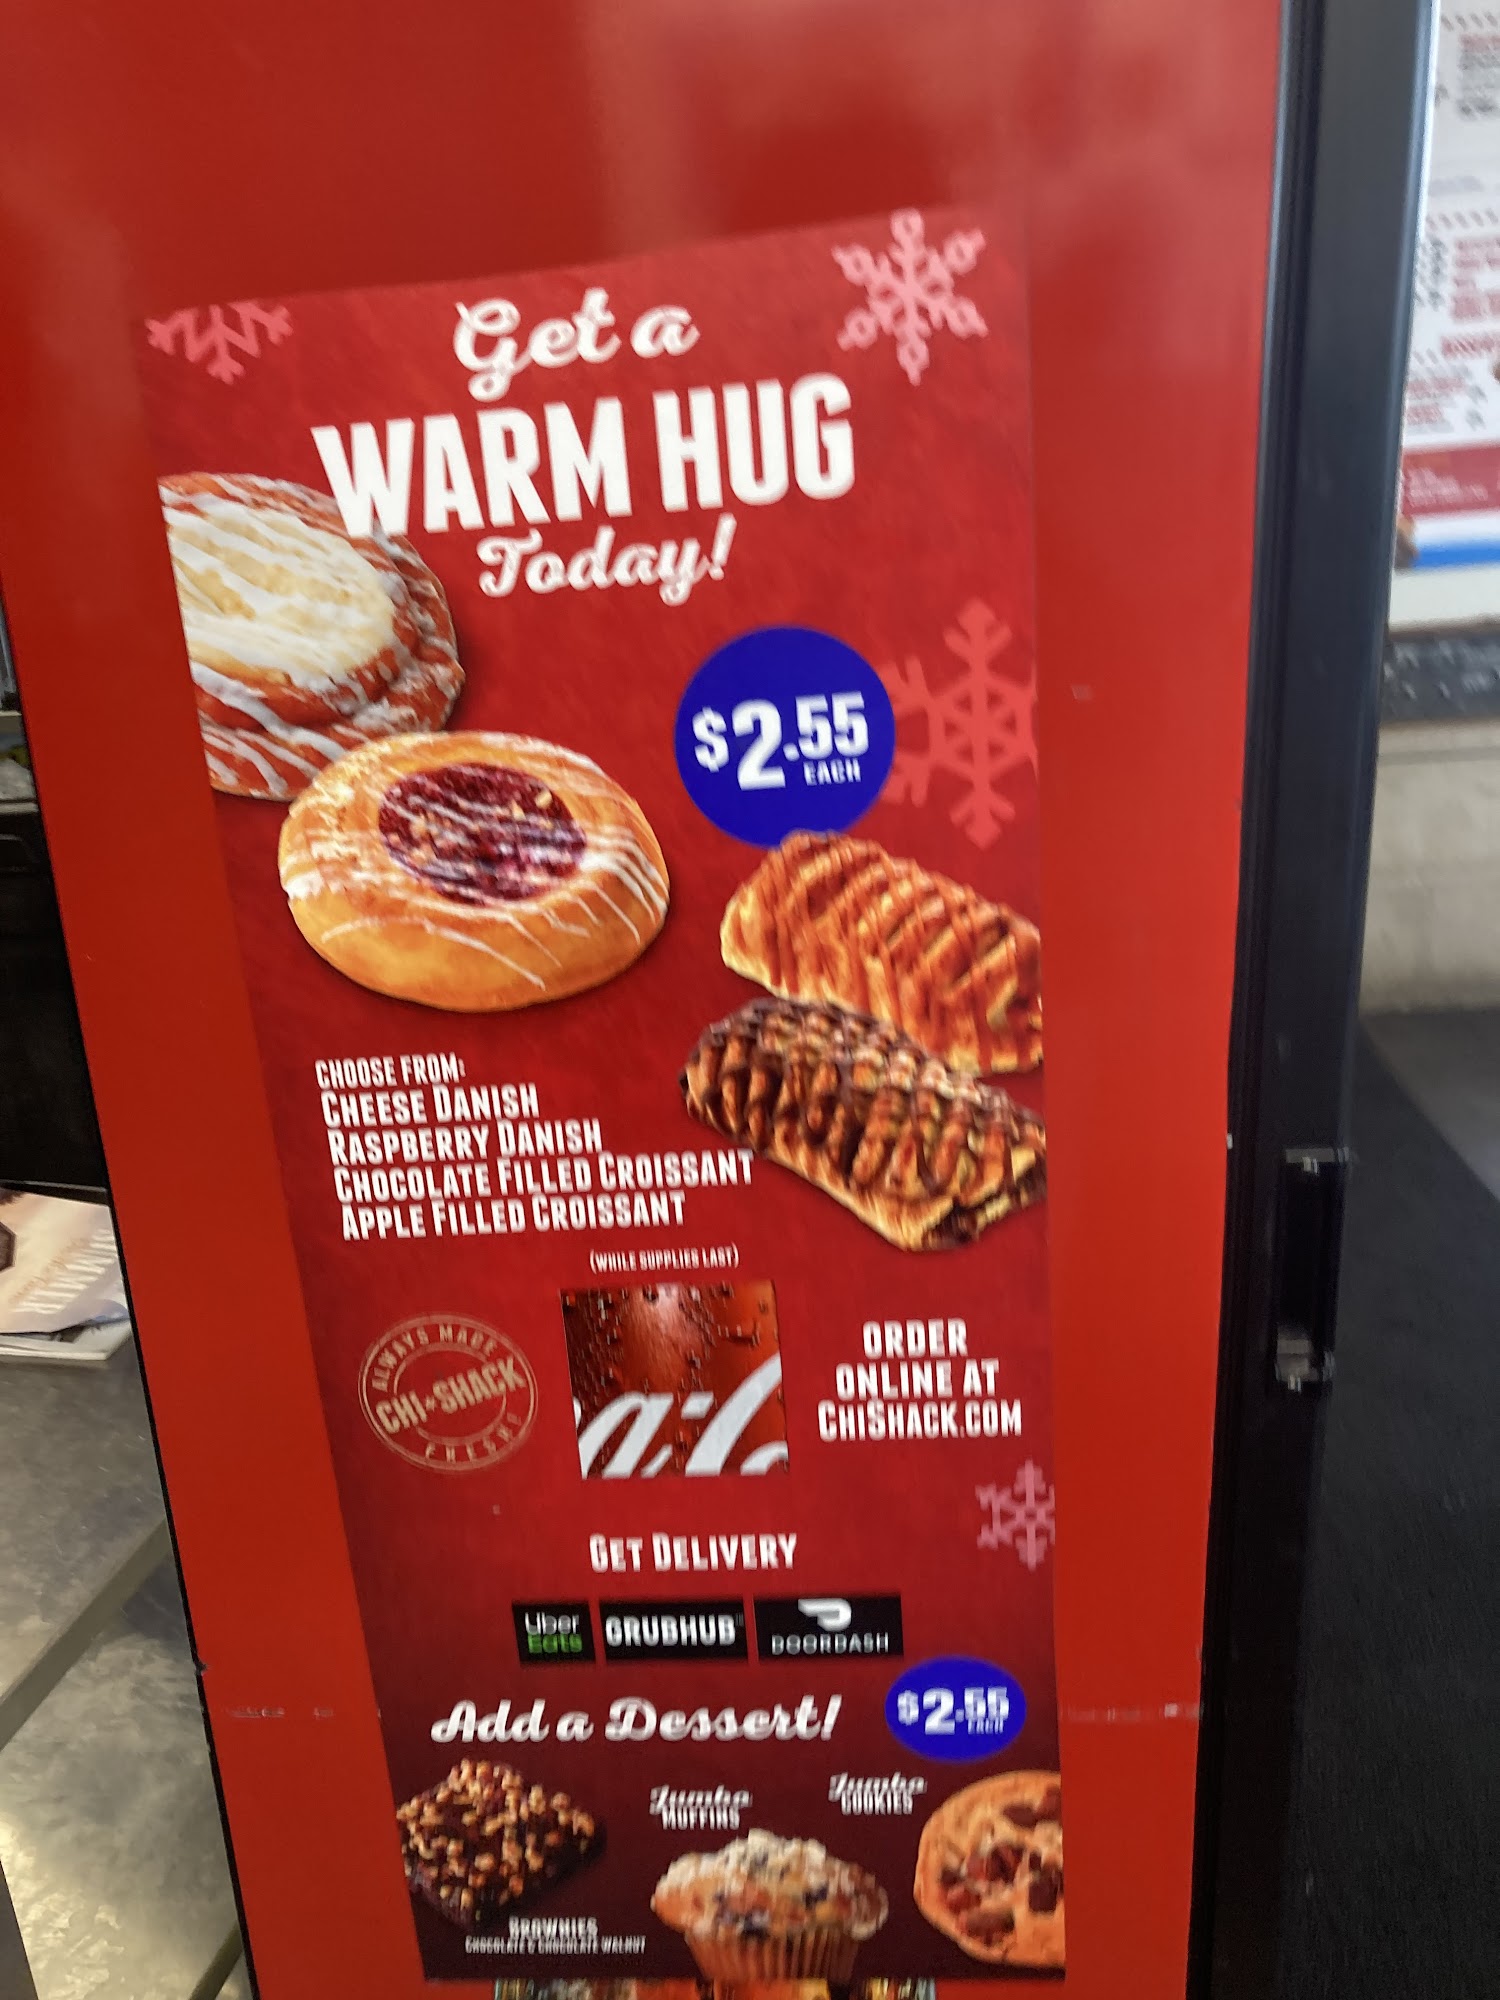 Get a
WARM HUG
Today!
$2.55
EACH
CHOOSE FROM:
CHEESE DANISH
RASPBERRY DANISH
CHOCOLATE FILLED CROISSANT
APPLE FILLED CROISSANT
(WHILE SUPPLIES LAST)
ALWAYS MADE
CHI★SHACK
FRESH
ORDER
ONLINE AT
CHISHACK.COM
GET DELIVERY
Uber
Eats
GRUBHUB
DOORDASH
Add a Dessert!
$2.55
EACH
Jumbo
MUFFINS
Jumbo
COOKIES
BROWNIES
CHOCOLATE & CHOCOLATE WALNUT